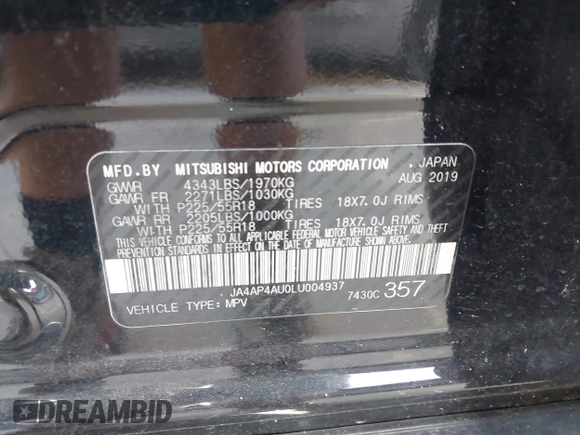 MFD.BY MITSUBISHI MOTORS CORPORATION . JAPAN
GVWR 4343LBS/1970KG AUG 2019
GAWR FR 2271LBS/1030KG
WITH P225/55R18 TIRES 18X7.0J RIMS
GAWR RR 2205LBS/1000KG
WITH P225/55R18 TIRES 18X7.0J RIMS
THIS VEHICLE CONFORMS TO ALL APPLICABLE FEDERAL
MOTOR VEHICLE SAFETY, BUMPER, AND THEFT
PREVENTION STANDARDS IN EFFECT ON THE DATE OF
MANUFACTURE SHOWN ABOVE.
JA4AP4AU0LU004937
VEHICLE TYPE: MPV 7430C 357
DREAMBID